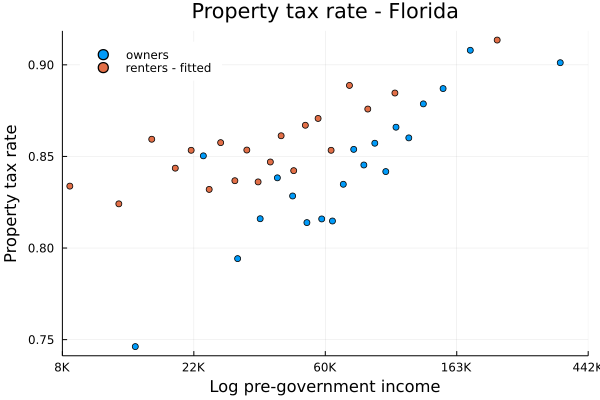 Property tax rate - Florida
owners
renters - fitted
Property tax rate
0.90
0.85
0.80
0.75
8K
22K
60K
163K
442K
Log pre-government income